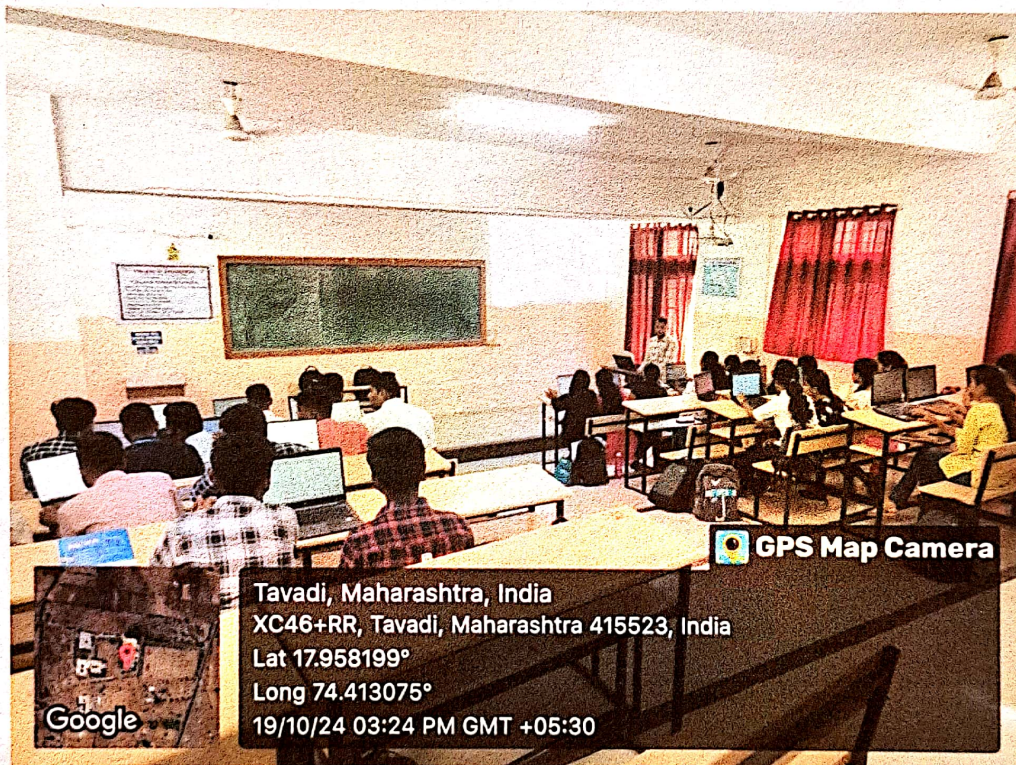 GPS Map Camera
Tavadi, Maharashtra, India
XC46+RR, Tavadi, Maharashtra 415523, India
Lat 17.958199°
Long 74.413075°
19/10/24 03:24 PM GMT +05:30
Google